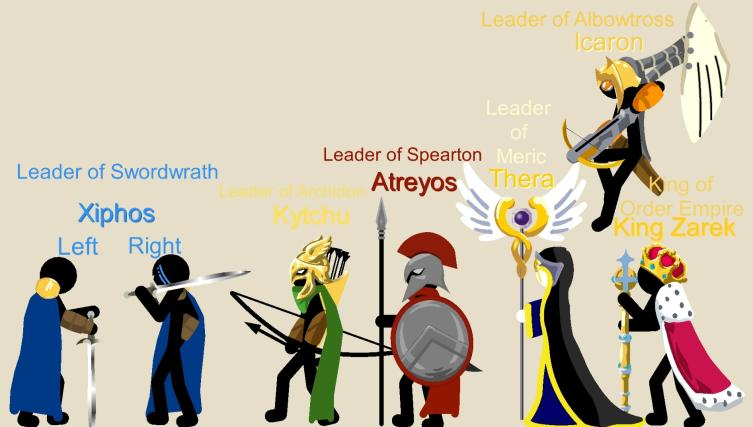 Leader of Albowtross
Icaron
Leader
of
Meric
Thera
Leader of Spearton
Atreyos
Leader of Swordwrath
Xiphos
Left Right
Leader of Archidon
Kytchu
King of
Order Empire
King Zarek